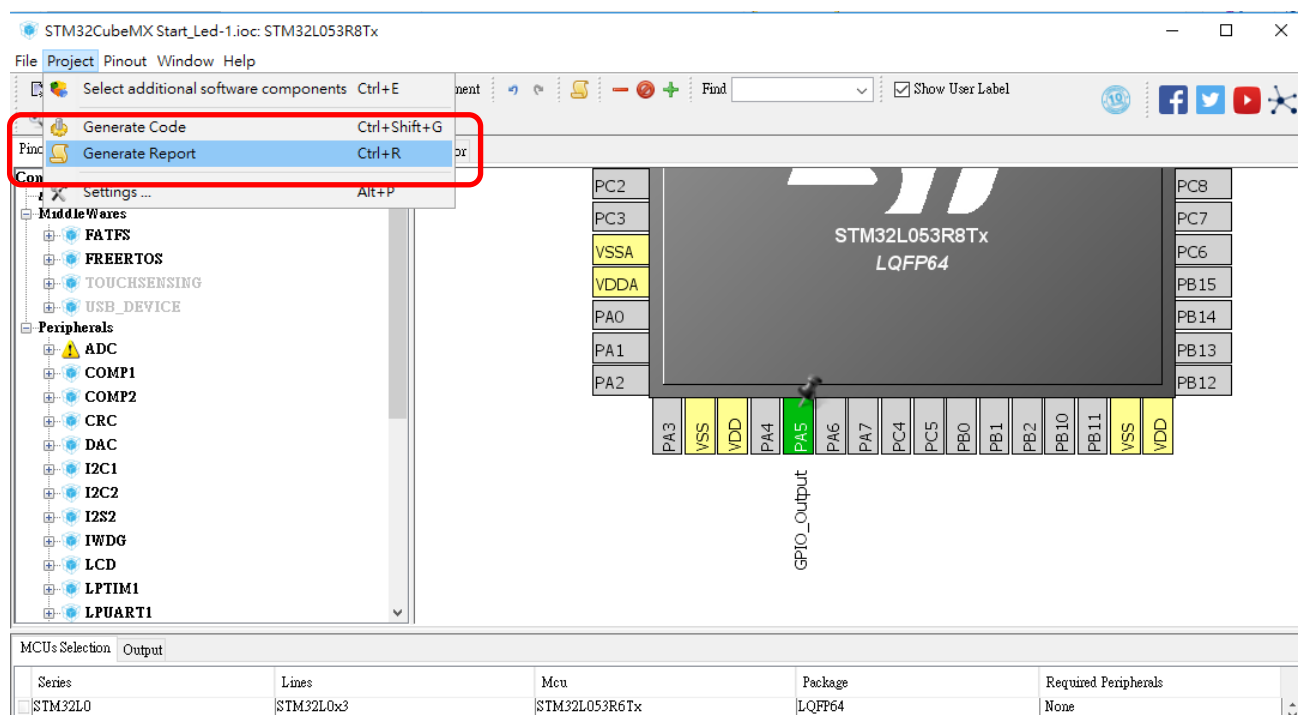 STM32CubeMX Start_Led-1.ioc: STM32L053R8Tx
File Project Pinout Window Help
Select additional software components Ctrl+E
Find
Show User Label
Generate Code Ctrl+Shift+G
Generate Report Ctrl+R
Settings ... Alt+P
MiddleWares
FATFS
FREERTOS
TOUCHSENSING
USB_DEVICE
Peripherals
ADC
COMP1
COMP2
CRC
DAC
I2C1
I2C2
I2S2
IWDG
LCD
LPTIM1
LPUART1
PC2
PC3
VSSA
VDDA
PA0
PA1
PA2
STM32L053R8Tx
LQFP64
PC8
PC7
PC6
PB15
PB14
PB13
PB12
PA3
VSS
VDD
PA4
PA5
PA6
PA7
PC4
PC5
PB0
PB1
PB2
PB10
PB11
VSS
VDD
GPIO_Output
MCUs Selection Output
Series Lines Mcu Package Required Peripherals
STM32L0 STM32L0x3 STM32L053R6Tx LQFP64 None